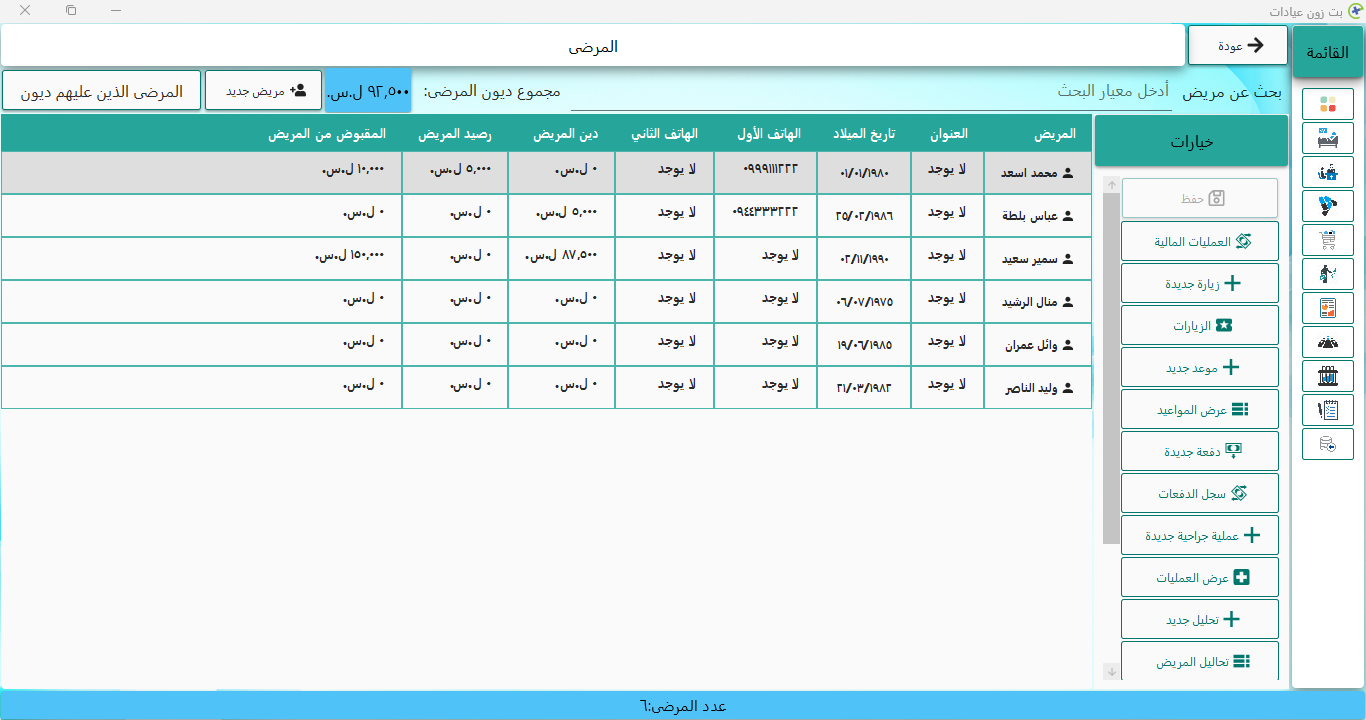 بت زون عيادات
القائمة
عودة
المرضى
بحث عن مريض
أدخل معيار البحث
مجموع ديون المرضى:
٩٢,٥٠٠ ل.س.
مريض جديد
المرضى الذين عليهم ديون
خيارات
حفظ
العمليات المالية
زيارة جديدة
الزيارات
موعد جديد
عرض المواعيد
دفعة جديدة
سجل الدفعات
عملية جراحية جديدة
عرض العمليات
تحليل جديد
تحاليل المريض
المريض العنوان تاريخ الميلاد الهاتف الأول الهاتف الثاني دين المريض رصيد المريض المقبوض من المريض
محمد اسعد لا يوجد ٠١/٠١/١٩٨٠ ٠٩٩٩١١١٢٢٢ لا يوجد ٠ ل.س. ٥,٠٠٠ ل.س. ١٠,٠٠٠ ل.س.
عباس بلطة لا يوجد ٢٥/٠٢/١٩٨٦ ٠٩٤٤٣٣٣٢٢٢ لا يوجد ٥,٠٠٠ ل.س. ٠ ل.س. ٠ ل.س.
سمير سعيد لا يوجد ٠٢/١١/١٩٩٠ لا يوجد لا يوجد ٨٧,٥٠٠ ل.س. ٠ ل.س. ١٥٠,٠٠٠ ل.س.
منال الرشيد لا يوجد ٠٦/٠٧/١٩٧٥ لا يوجد لا يوجد ٠ ل.س. ٠ ل.س. ٠ ل.س.
وائل عمران لا يوجد ١٩/٠٦/١٩٨٥ لا يوجد لا يوجد ٠ ل.س. ٠ ل.س. ٠ ل.س.
وليد الناصر لا يوجد ٢١/٠٣/١٩٨٢ لا يوجد لا يوجد ٠ ل.س. ٠ ل.س. ٠ ل.س.
عدد المرضى:٦